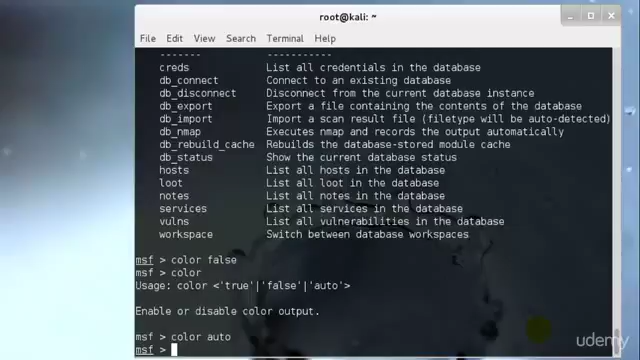 root@kali: ~
File Edit View Search Terminal Help
------- -----------
creds List all credentials in the database
db_connect Connect to an existing database
db_disconnect Disconnect from the current database instance
db_export Export a file containing the contents of the database
db_import Import a scan result file (filetype will be auto-detected)
db_nmap Executes nmap and records the output automatically
db_rebuild_cache Rebuilds the database-stored module cache
db_status Show the current database status
hosts List all hosts in the database
loot List all loot in the database
notes List all notes in the database
services List all services in the database
vulns List all vulnerabilities in the database
workspace Switch between database workspaces
msf > color false
msf > color
Usage: color <'true'|'false'|'auto'>
Enable or disable color output.
msf > color auto
msf >
udemy